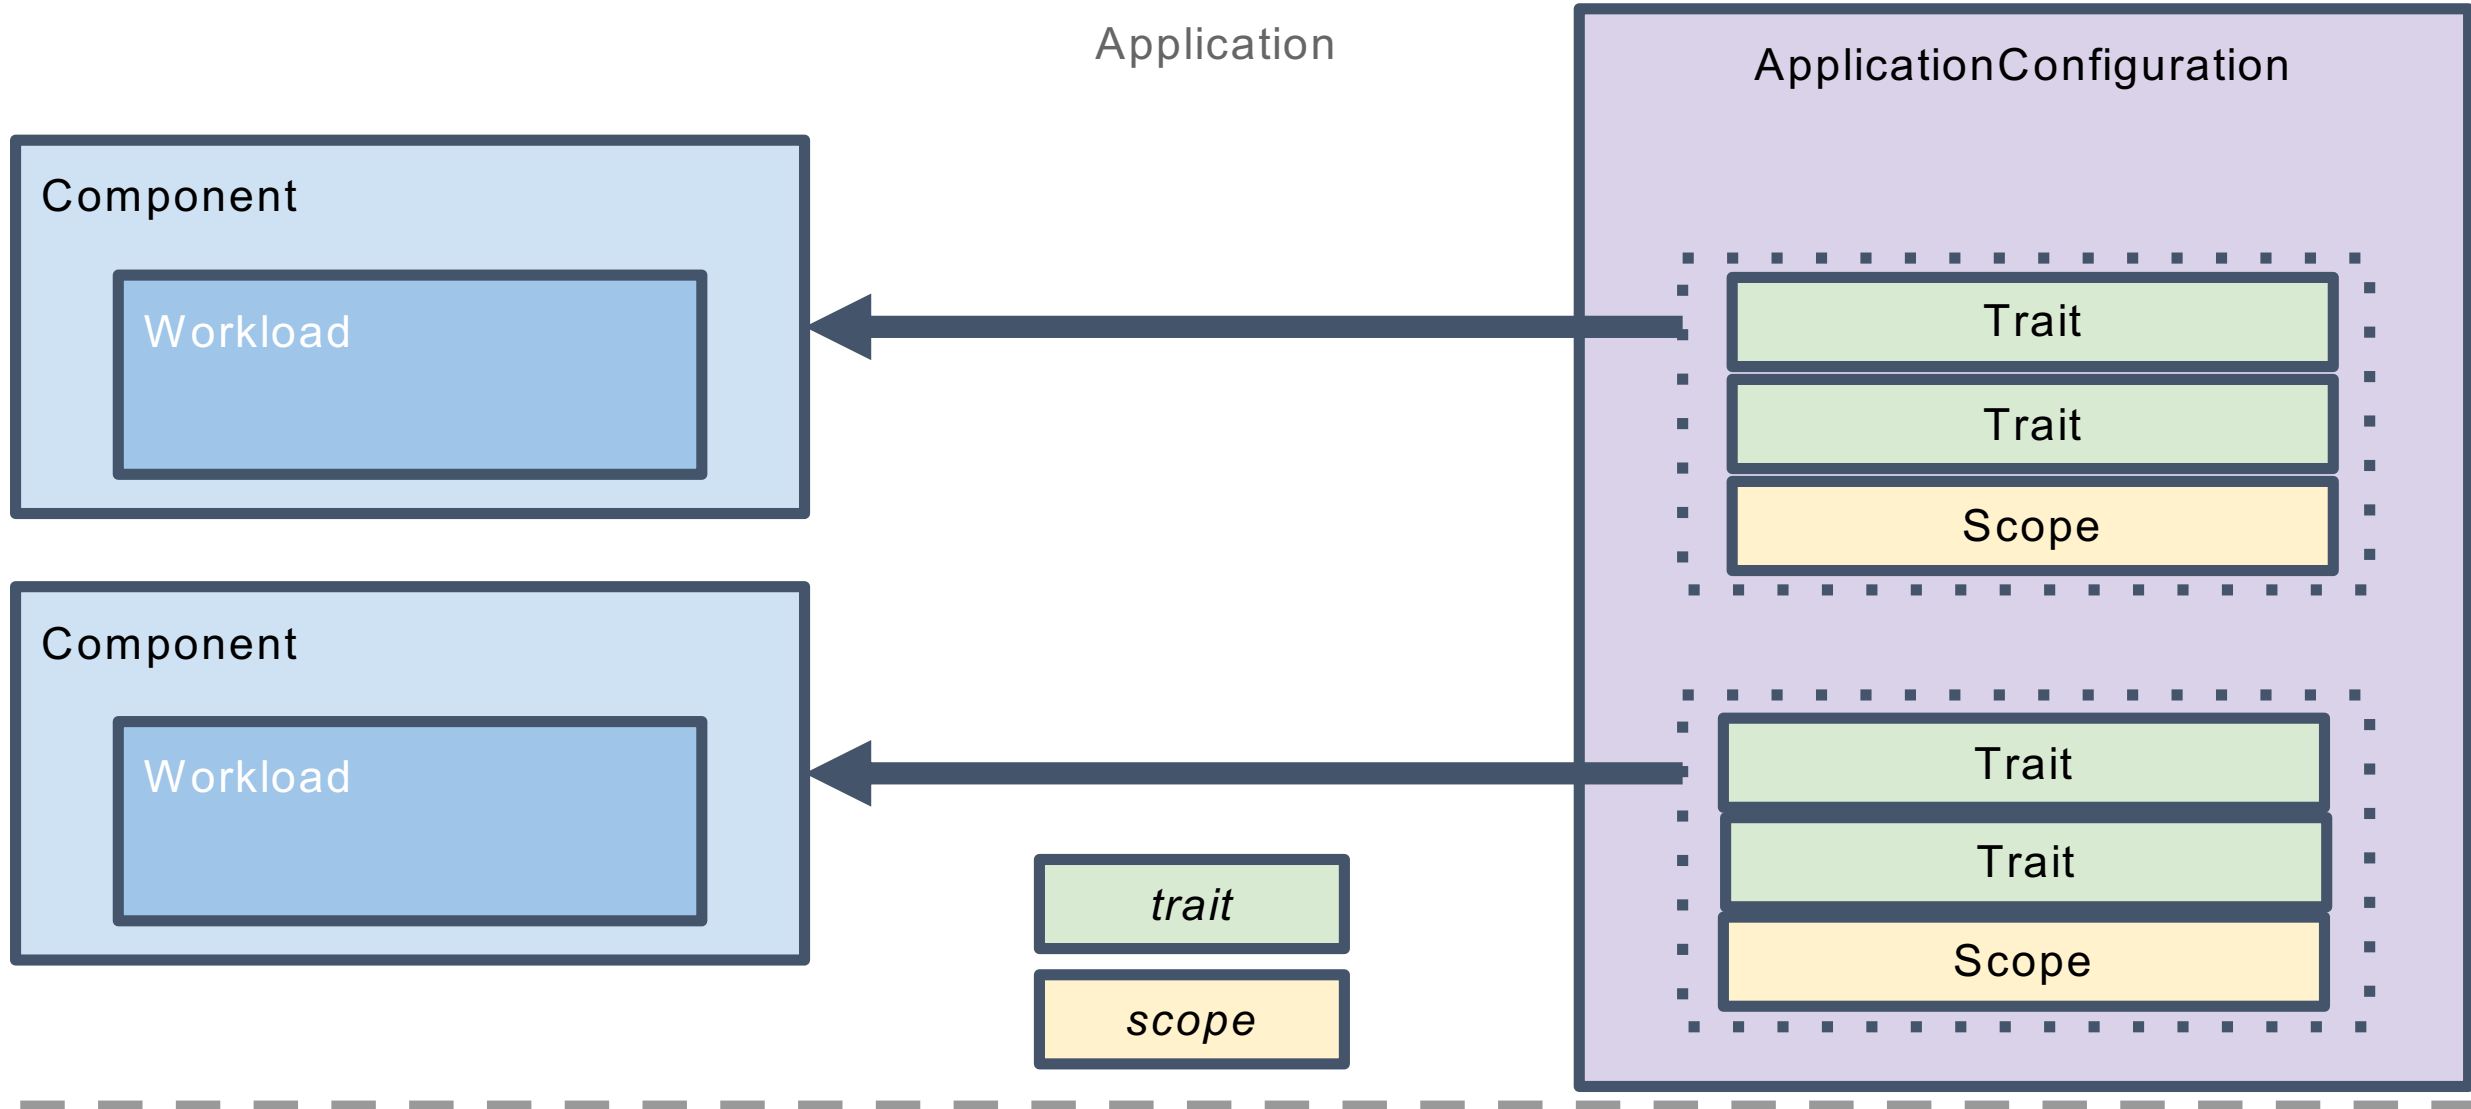 Application
ApplicationConfiguration
Component
Workload
Trait
Trait
Scope
Component
Workload
Trait
Trait
Scope
trait
scope